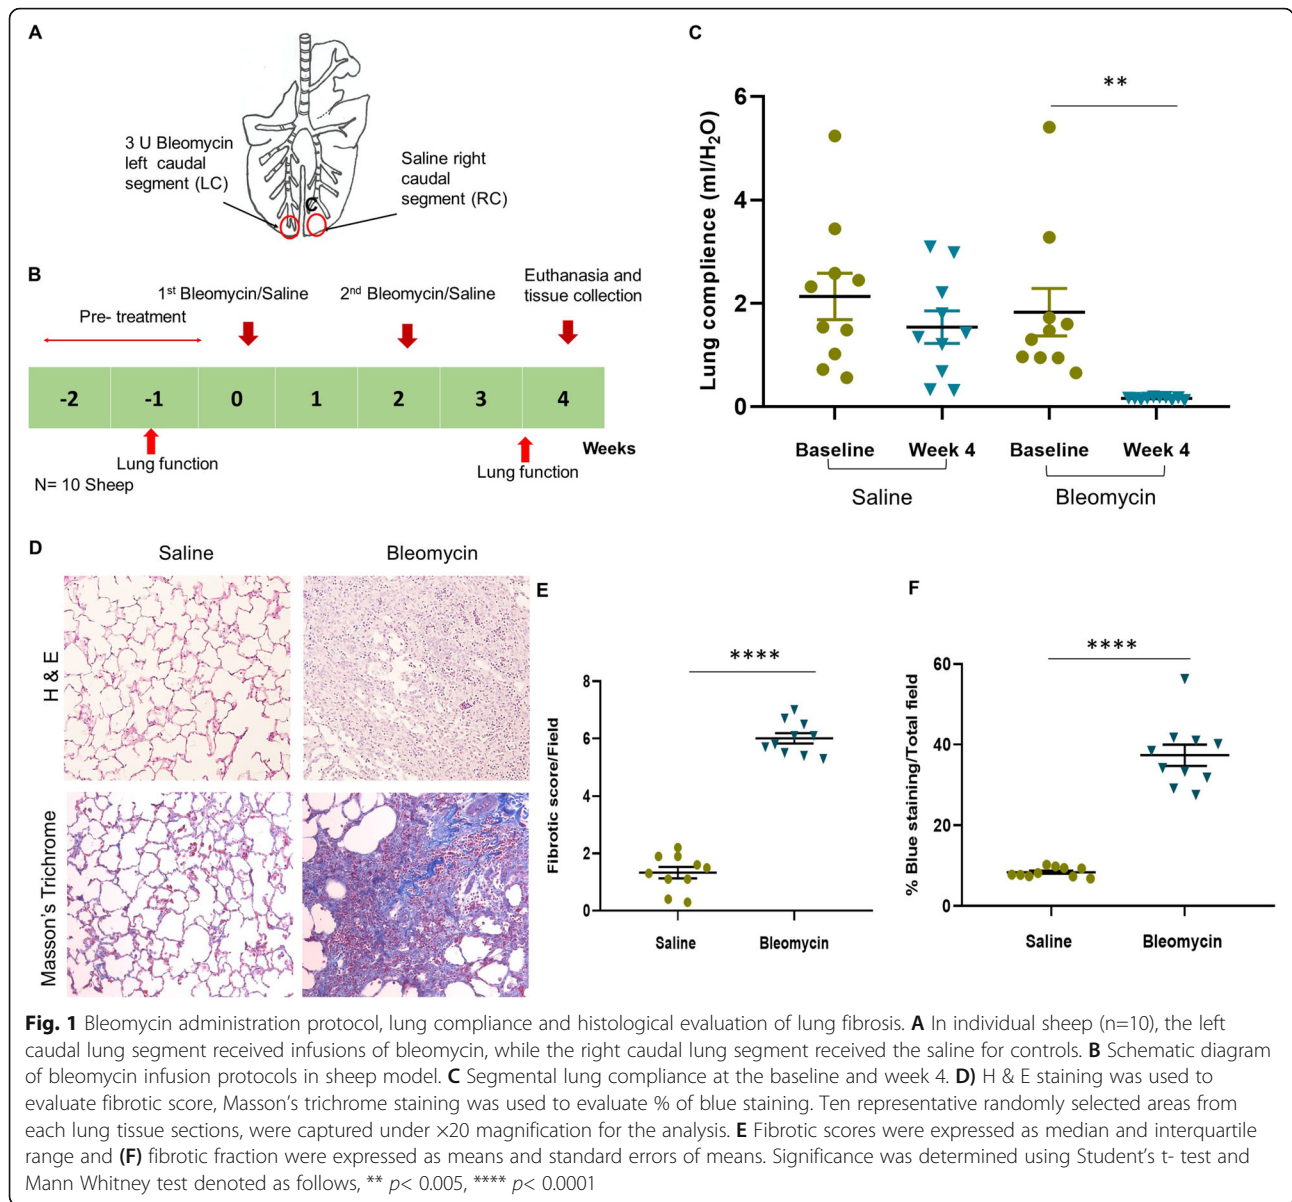 A
3 U Bleomycin
left caudal
segment (LC)
Saline right
caudal
segment (RC)
₵
B
Pre- treatment
1st Bleomycin/Saline
2nd Bleomycin/Saline
Euthanasia and
tissue collection
-2 -1 0 1 2 3 4
Weeks
Lung function
Lung function
N= 10 Sheep
C
**
Lung complience (ml/H2O)
6
4
2
0
Baseline Week 4 Baseline Week 4
Saline Bleomycin
D
Saline Bleomycin
H & E
Masson's Trichrome
E
****
Fibrotic score/Field
8
6
4
2
0
Saline Bleomycin
F
****
% Blue staining/Total field
60
40
20
0
Saline Bleomycin
Fig. 1 Bleomycin administration protocol, lung compliance and histological evaluation of lung fibrosis. A In individual sheep (n=10), the left
caudal lung segment received infusions of bleomycin, while the right caudal lung segment received the saline for controls. B Schematic diagram
of bleomycin infusion protocols in sheep model. C Segmental lung compliance at the baseline and week 4. D) H & E staining was used to
evaluate fibrotic score, Masson's trichrome staining was used to evaluate % of blue staining. Ten representative randomly selected areas from
each lung tissue sections, were captured under ×20 magnification for the analysis. E Fibrotic scores were expressed as median and interquartile
range and (F) fibrotic fraction were expressed as means and standard errors of means. Significance was determined using Student's t- test and
Mann Whitney test denoted as follows, ** p< 0.005, **** p< 0.0001